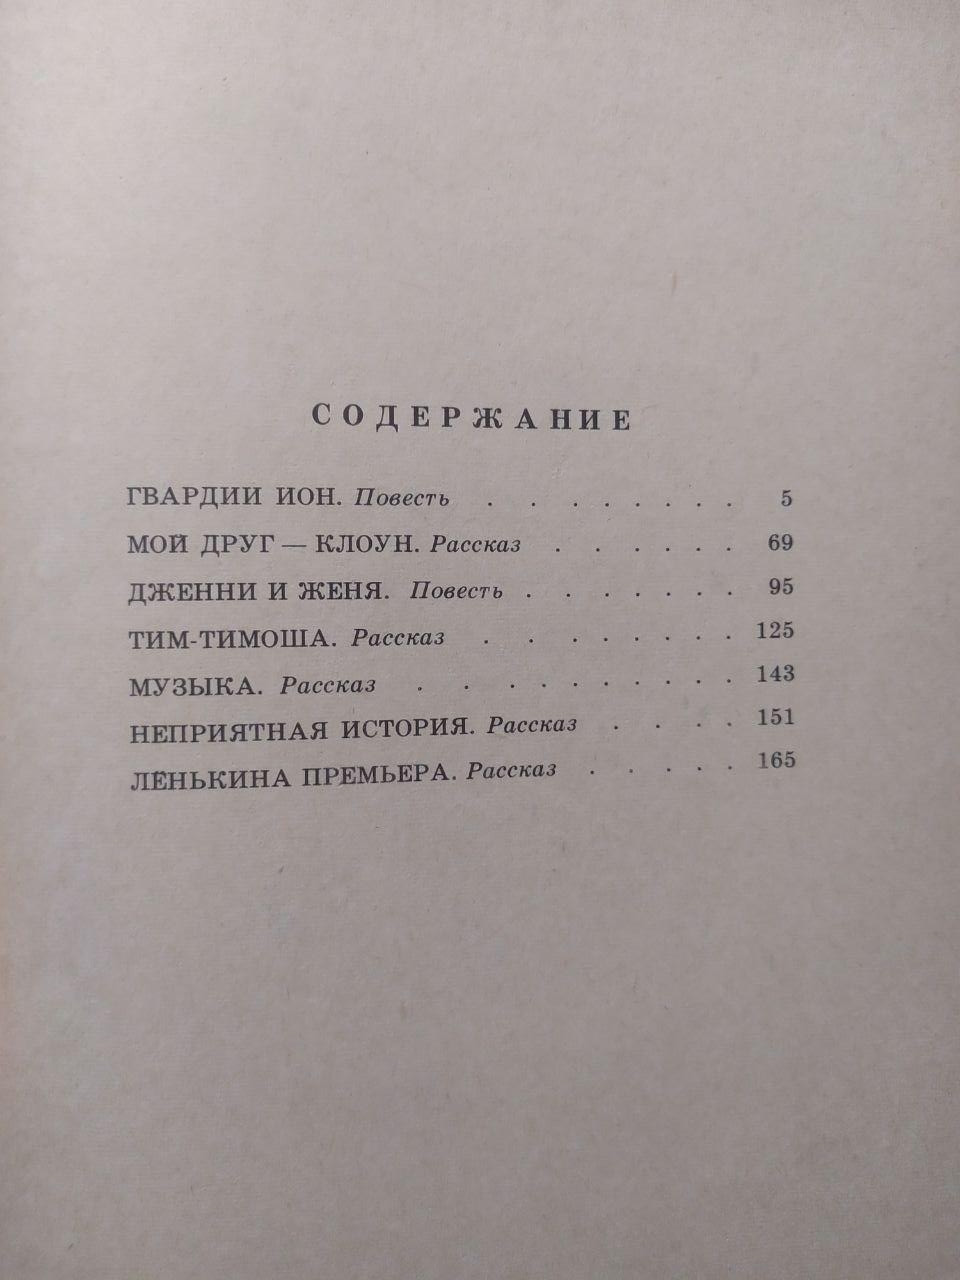 СОДЕРЖАНИЕ
ГВАРДИИ ИОН. Повесть . . . . . . . . 5
МОЙ ДРУГ — КЛОУН. Рассказ . . . . . . 69
ДЖЕННИ И ЖЕНЯ. Повесть . . . . . . . 95
ТИМ-ТИМОША. Рассказ . . . . . . . . 125
МУЗЫКА. Рассказ . . . . . . . . . . 143
НЕПРИЯТНАЯ ИСТОРИЯ. Рассказ . . . . 151
ЛЕНЬКИНА ПРЕМЬЕРА. Рассказ . . . . . 165